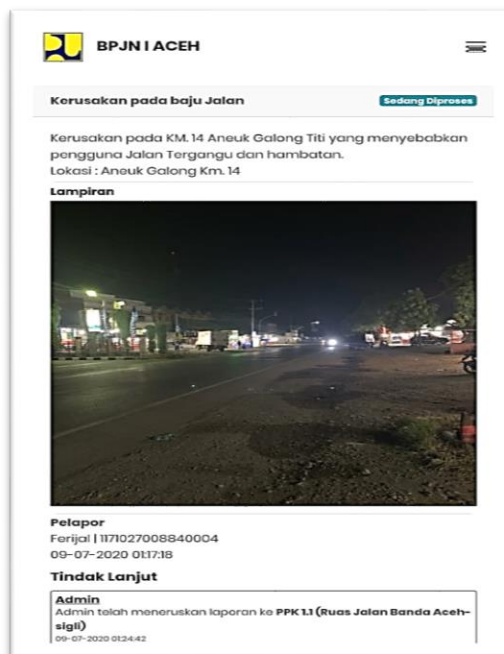 BPJN I ACEH
Kerusakan pada baju Jalan
Sedang Diproses
Kerusakan pada KM. 14 Aneuk Galong Titi yang menyebabkan
pengguna Jalan Tergangu dan hambatan.
Lokasi : Aneuk Galong Km. 14
Lampiran
Pelapor
Ferijal | 1171027008840004
09-07-2020 01:17:18
Tindak Lanjut
Admin
Admin telah meneruskan laporan ke PPK 1.1 (Ruas Jalan Banda Aceh-
sigli)
09-07-2020 01:24:42